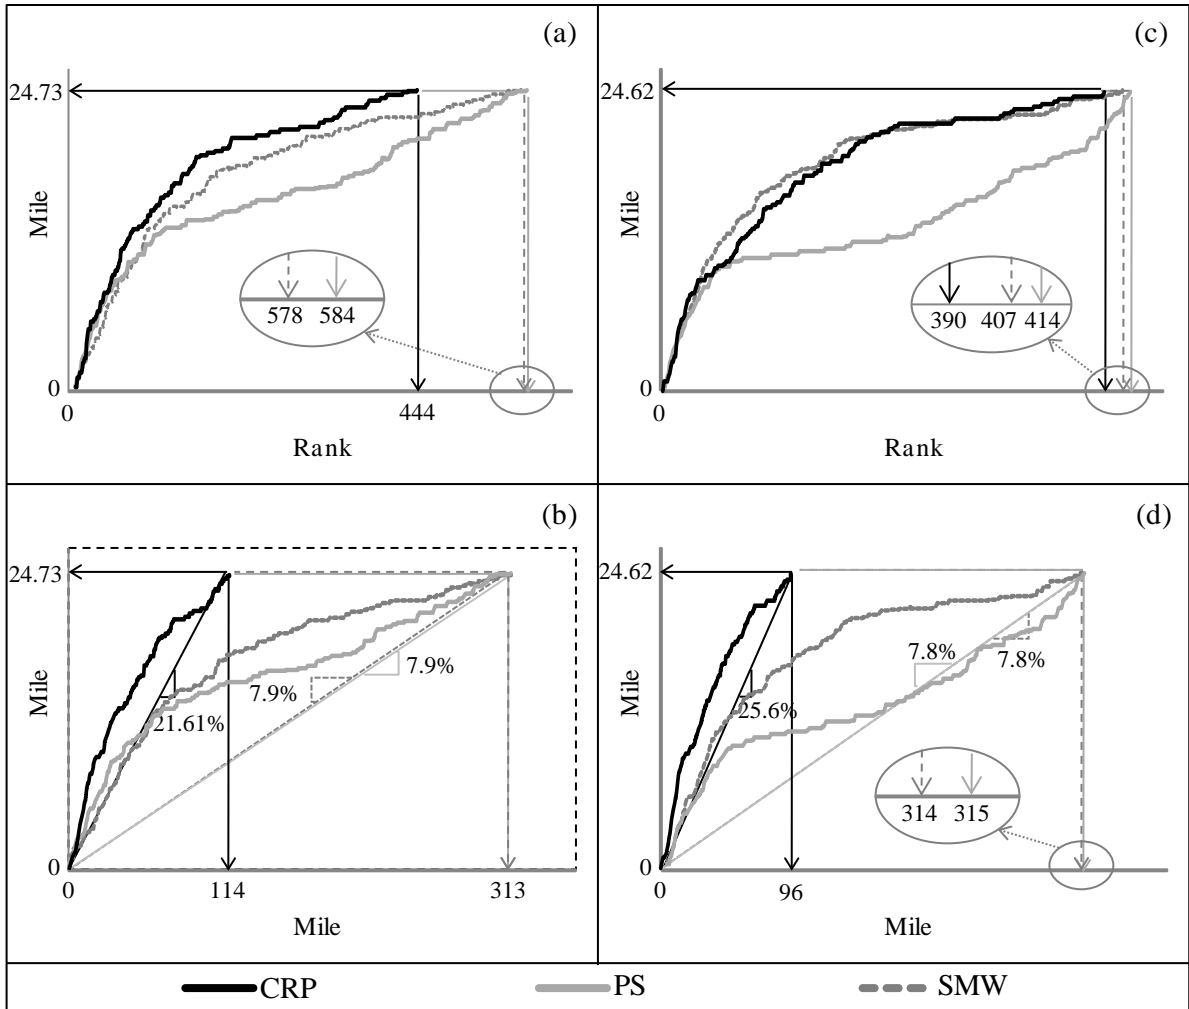 (a)
24.73
Mile
578 584
0
0 444
Rank
(c)
24.62
Mile
390 407 414
0
0
Rank
(b)
24.73
Mile
7.9%
7.9%
21.61%
0
0 114 313
Mile
(d)
24.62
Mile
7.8%
7.8%
25.6%
314 315
0
0 96
Mile
CRP PS SMW